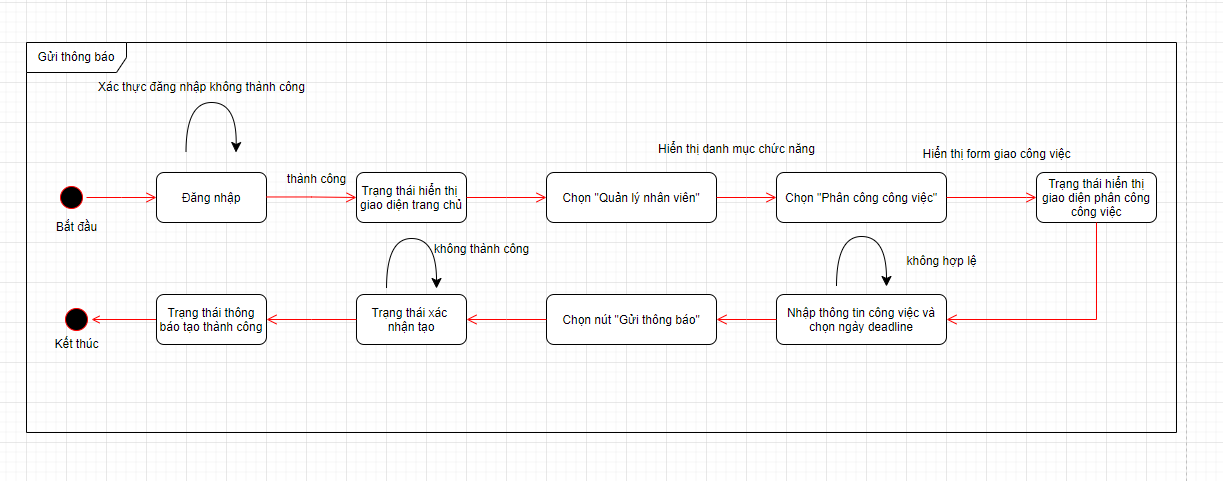 Gửi thông báo
Xác thực đăng nhập không thành công
Hiển thị danh mục chức năng
Hiển thị form giao công việc
Bắt đầu
Đăng nhập
thành công
Trạng thái hiển thị
giao diện trang chủ
Chọn "Quản lý nhân viên"
Chọn "Phân công công việc"
Trạng thái hiển thị
giao diện phân công
công việc
không thành công
không hợp lệ
Nhập thông tin công việc và
chọn ngày deadline
Chọn nút "Gửi thông báo"
Trạng thái xác
nhận tạo
Trạng thái thông
báo tạo thành công
Kết thúc